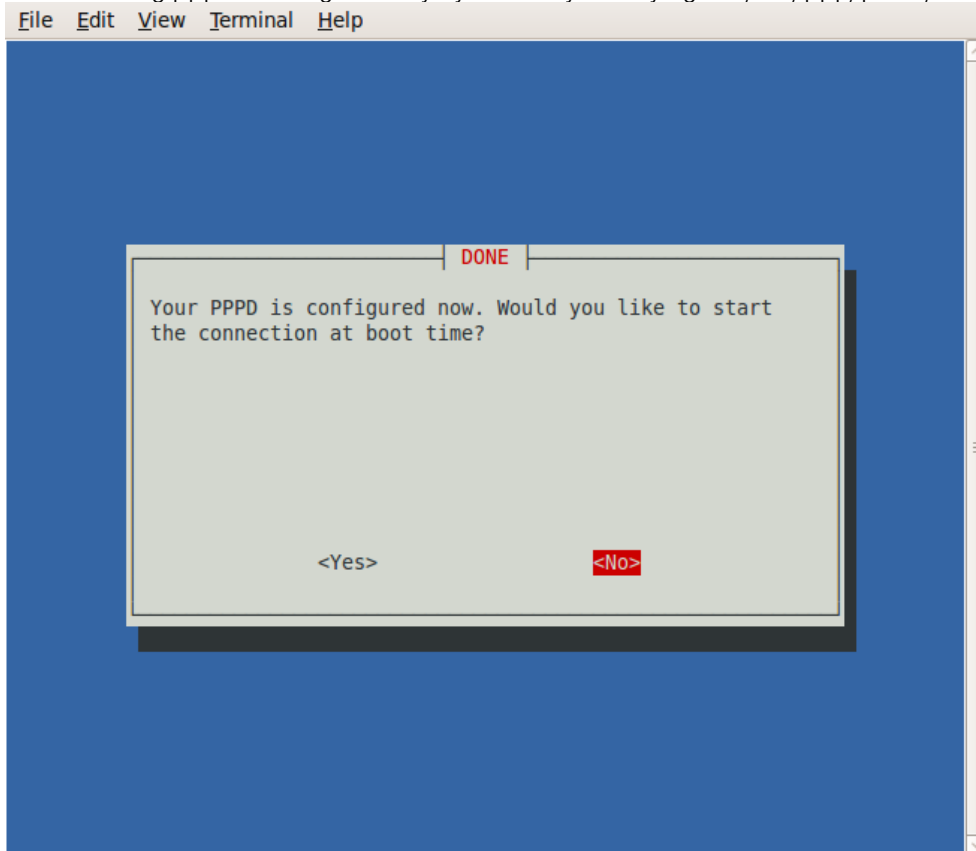 File Edit View Terminal Help
DONE
Your PPPD is configured now. Would you like to start
the connection at boot time?
<Yes> <No>